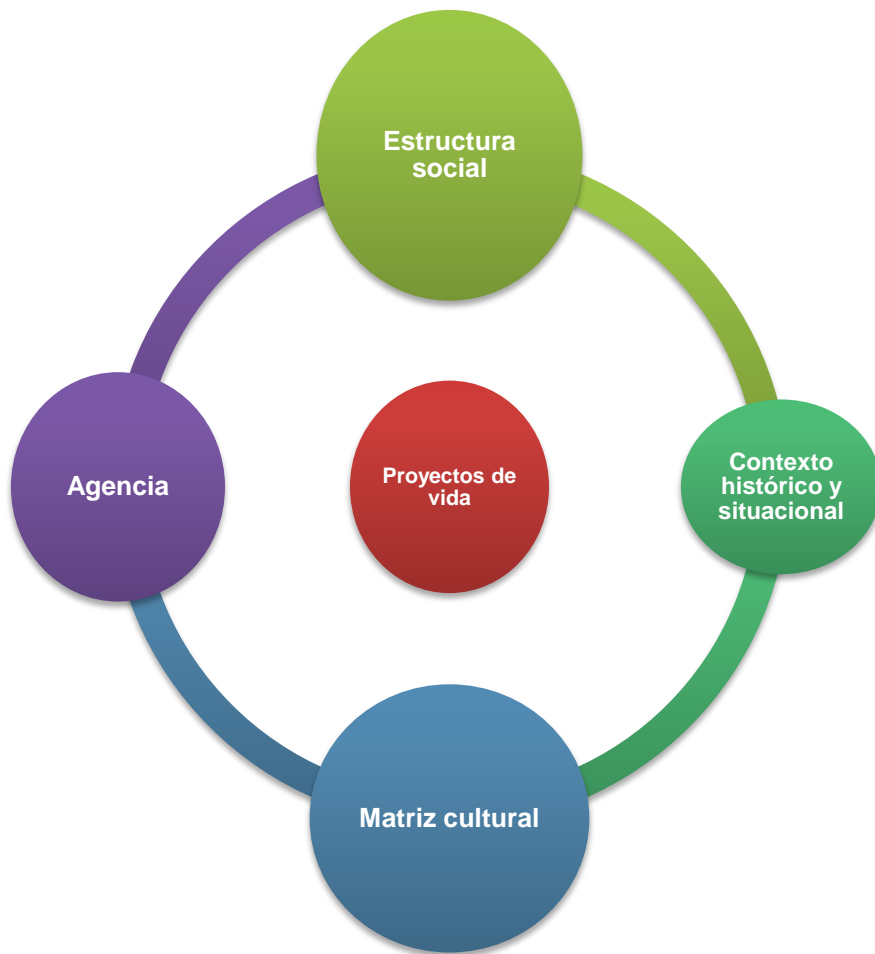 Estructura
social
Agencia
Proyectos de
vida
Contexto
histórico y
situacional
Matriz cultural